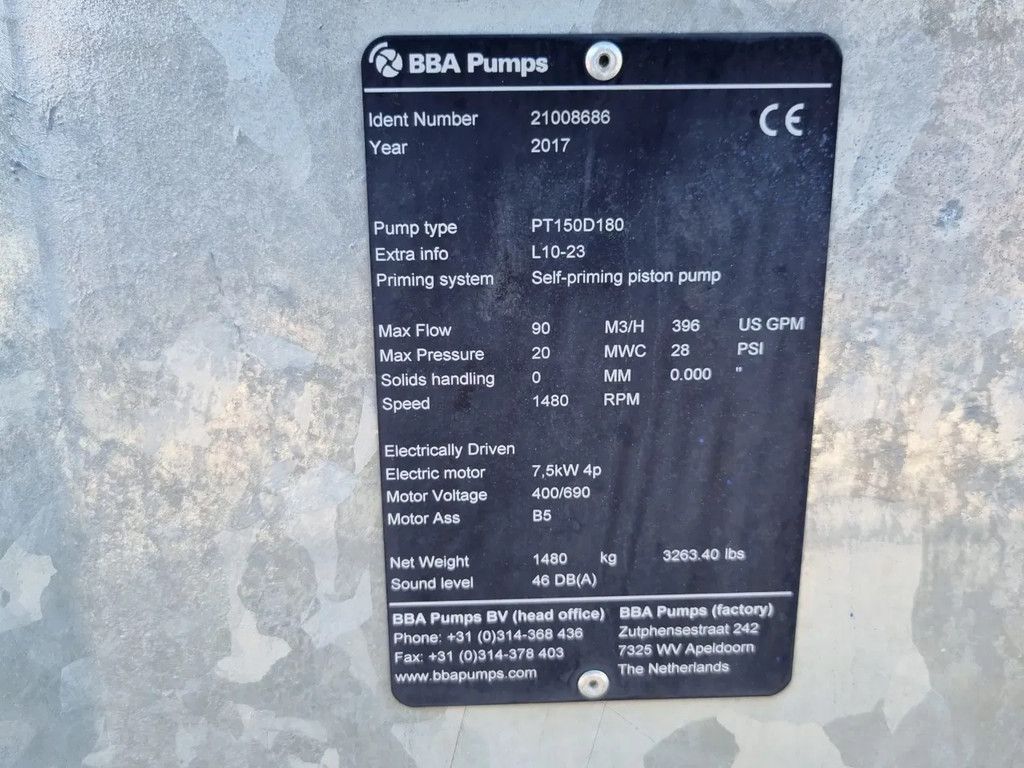 BBA Pumps
Ident Number 21008686 CE
Year 2017
Pump type PT150D180
Extra info L10-23
Priming system Self-priming piston pump
Max Flow 90 M3/H 396 US GPM
Max Pressure 20 MWC 28 PSI
Solids handling 0 MM 0.000 "
Speed 1480 RPM
Electrically Driven
Electric motor 7,5kW 4p
Motor Voltage 400/690
Motor Ass B5
Net Weight 1480 kg 3263.40 lbs
Sound level 46 DB(A)
BBA Pumps BV (head office) BBA Pumps (factory)
Phone: +31 (0)314-368 436 Zutphensestraat 242
Fax: +31 (0)314-378 403 7325 WV Apeldoorn
www.bbapumps.com The Netherlands